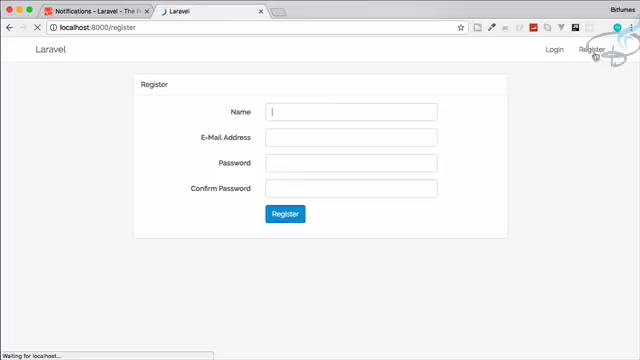 Notifications - Laravel - The P
Laravel
Bitfumes
localhost:8000/register
Laravel
Login
Register
Register
Name
E-Mail Address
Password
Confirm Password
Register
Waiting for localhost...